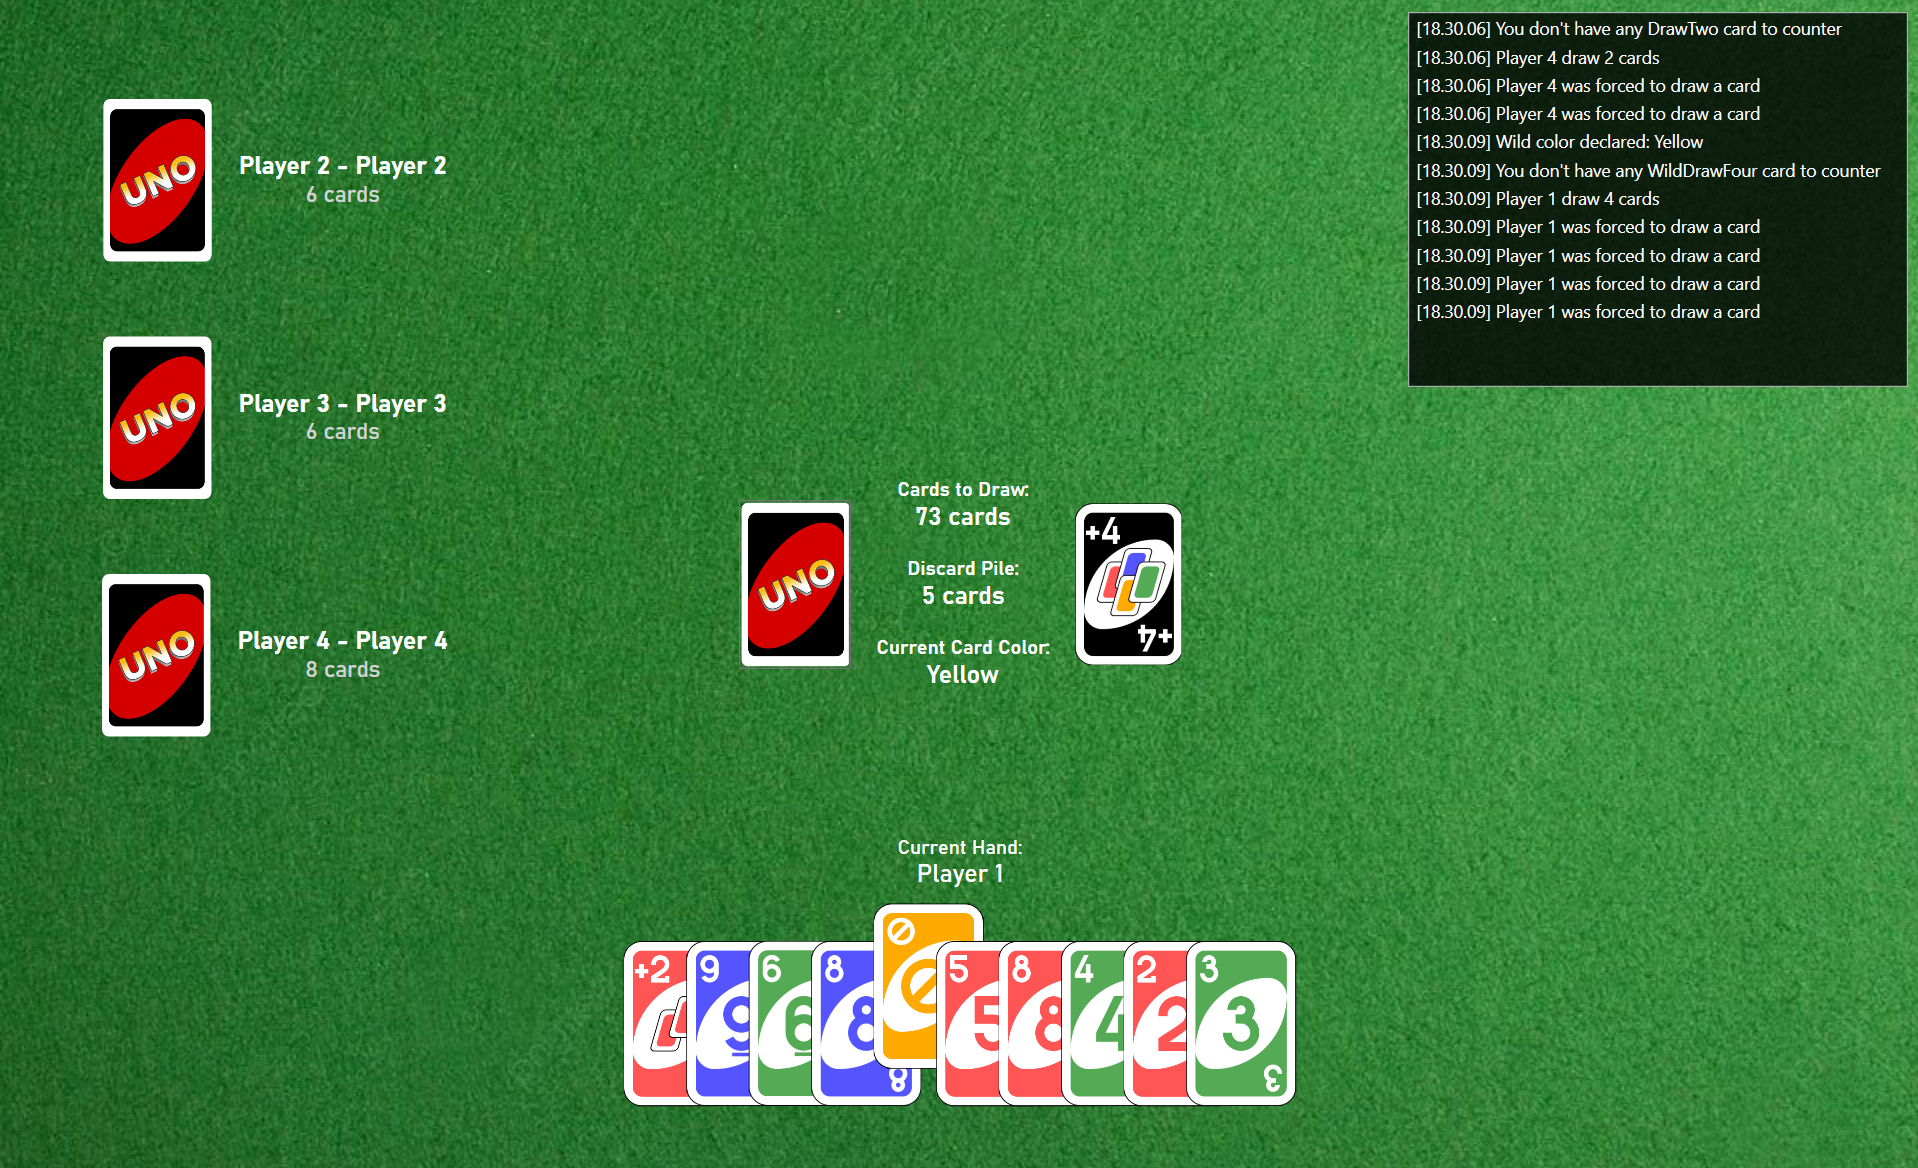 [18.30.06] You don't have any DrawTwo card to counter
[18.30.06] Player 4 draw 2 cards
[18.30.06] Player 4 was forced to draw a card
[18.30.06] Player 4 was forced to draw a card
[18.30.09] Wild color declared: Yellow
[18.30.09] You don't have any WildDrawFour card to counter
[18.30.09] Player 1 draw 4 cards
[18.30.09] Player 1 was forced to draw a card
[18.30.09] Player 1 was forced to draw a card
[18.30.09] Player 1 was forced to draw a card
[18.30.09] Player 1 was forced to draw a card
UNO
Player 2 - Player 2
6 cards
UNO
Player 3 - Player 3
6 cards
UNO
Player 4 - Player 4
8 cards
UNO
Cards to Draw:
73 cards
Discard Pile:
5 cards
Current Card Color:
Yellow
+4
+4
Current Hand:
Player 1
+2
9
9
6
6
8
8
8
5
5
8
8
4
4
2
2
3
3
3